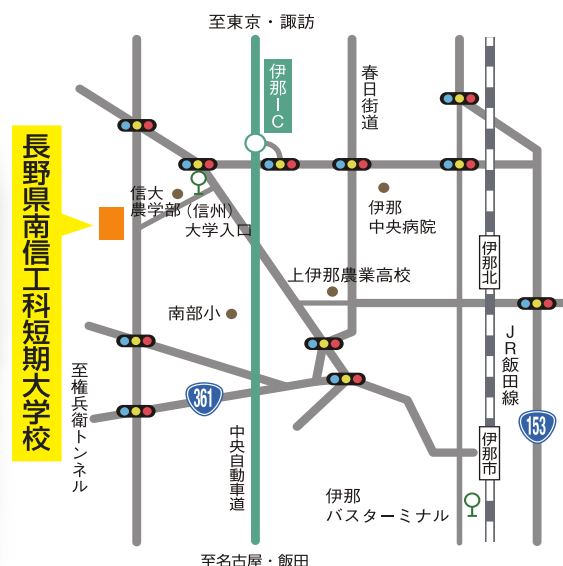 至東京・諏訪
伊那IC
春日街道
長野県南信工科短期大学校
信大
農学部
(信州)
大学入口
伊那
中央病院
伊那北
上伊那農業高校
南部小
JR飯田線
至権兵衛トンネル
361
153
中央自動車道
伊那市
伊那
バスターミナル
至名古屋・飯田